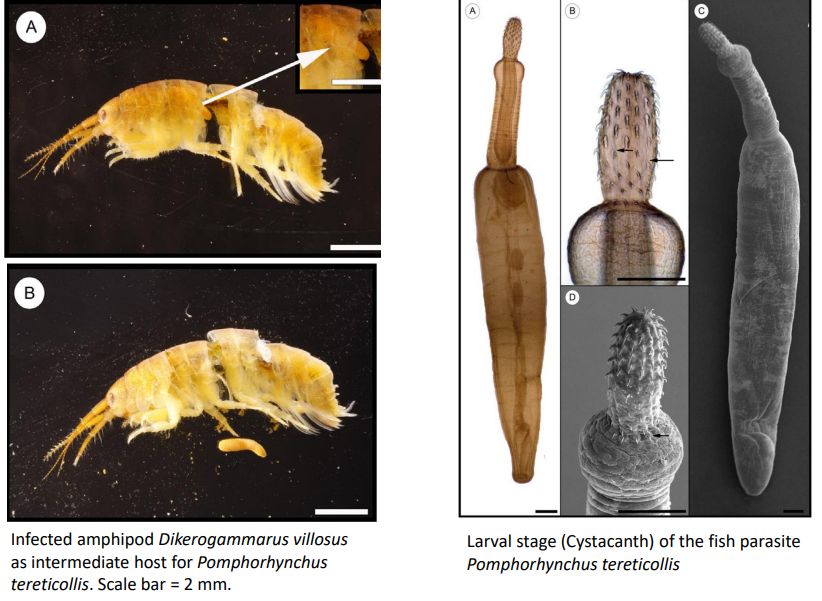 A
B
Infected amphipod Dikerogammarus villosus
as intermediate host for Pomphorhynchus
tereticollis. Scale bar = 2 mm.
A
B
C
D
Larval stage (Cystacanth) of the fish parasite
Pomphorhynchus tereticollis